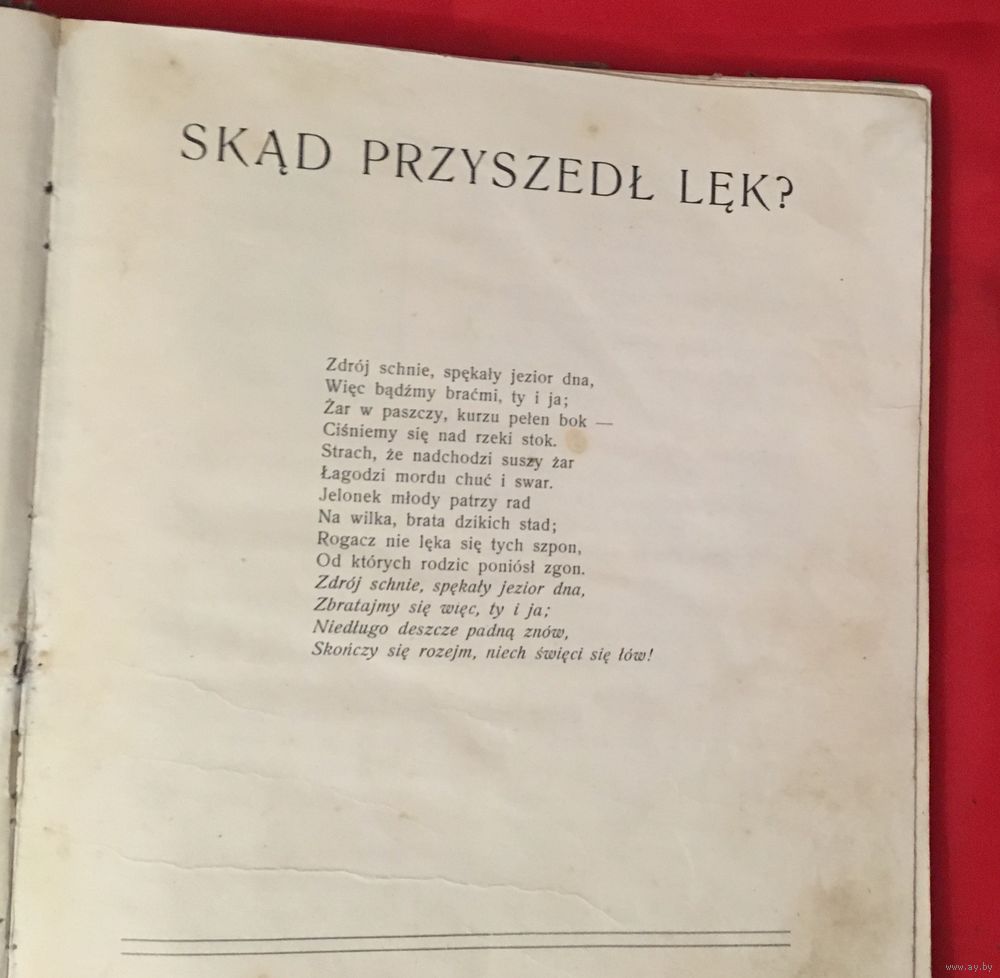 SKĄD PRZYSZEDŁ LĘK?
Zdrój schnie, spękały jezior dna,
Więc bądźmy braćmi, ty i ja;
Żar w paszczy, kurzu pełen bok —
Ciśniemy się nad rzeki stok.
Strach, że nadchodzi suszy żar
Łagodzi mordu chuć i swar.
Jelonek młody patrzy rad
Na wilka, brata dzikich stad;
Rogacz nie lęka się tych szpon,
Od których rodzic poniósł zgon.
Zdrój schnie, spękały jezior dna,
Zbratajmy się więc, ty i ja;
Niedługo deszcze padną znów,
Skończy się rozejm, niech święci się łów!
www.ay.by